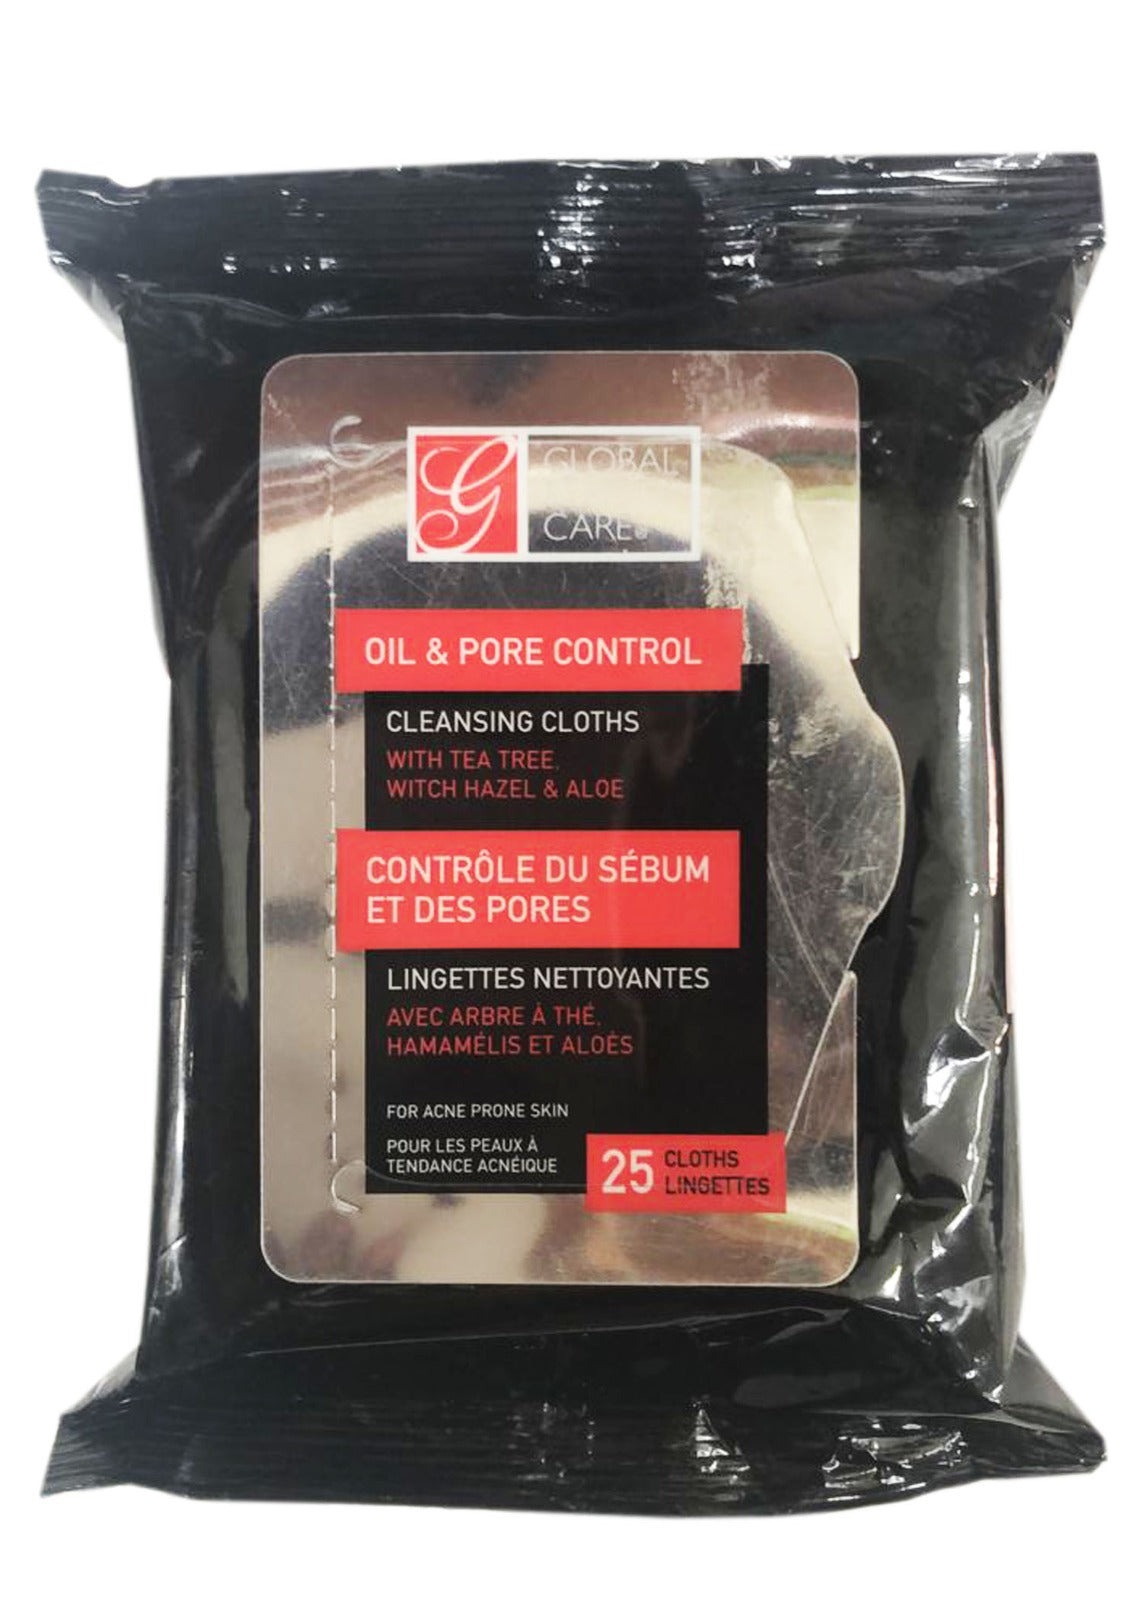 G
GLOBAL
CARE
OIL & PORE CONTROL
CLEANSING CLOTHS
WITH TEA TREE,
WITCH HAZEL & ALOE
CONTRÔLE DU SÉBUM
ET DES PORES
LINGETTES NETTOYANTES
AVEC ARBRE À THÉ,
HAMAMÉLIS ET ALOÈS
FOR ACNE PRONE SKIN
POUR LES PEAUX À
TENDANCE ACNÉIQUE
25 CLOTHS
LINGETTES